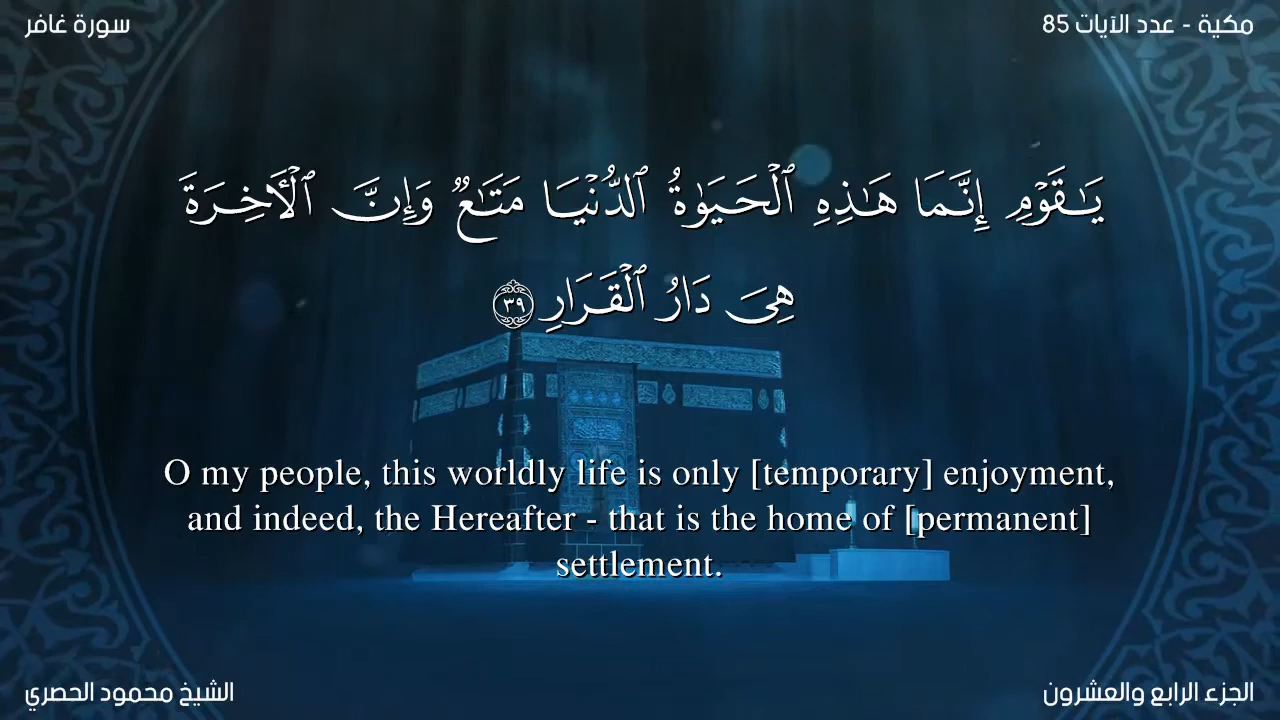 سورة غافر
مكية - عدد الآيات 85
يَـٰقَوْمِ إِنَّمَا هَـٰذِهِ ٱلْحَيَوٰةُ ٱلدُّنْيَا مَتَـٰعٌ وَإِنَّ ٱلْـَٔاخِرَةَ
هِىَ دَارُ ٱلْقَرَارِ ٣٩
O my people, this worldly life is only [temporary] enjoyment,
and indeed, the Hereafter - that is the home of [permanent]
settlement.
الشيخ محمود الحصري
الجزء الرابع والعشرون